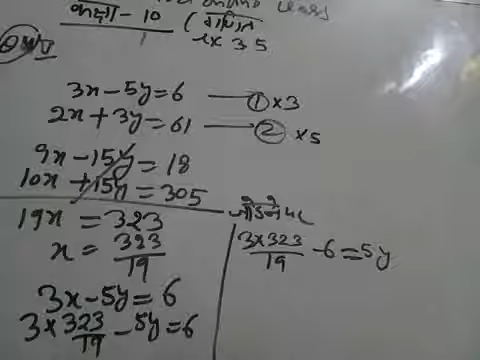 कक्षा - 10 (गणित
ex 3.5
3x - 5y = 6 — ① ×3
2x + 3y = 61 — ② ×5
9x - 15y = 18
10x + 15y = 305
19x = 323
x = 323/19
3x - 5y = 6
3 × 323/19 - 5y = 6
जोड़ने पर
3×323/19 - 6 = 5y